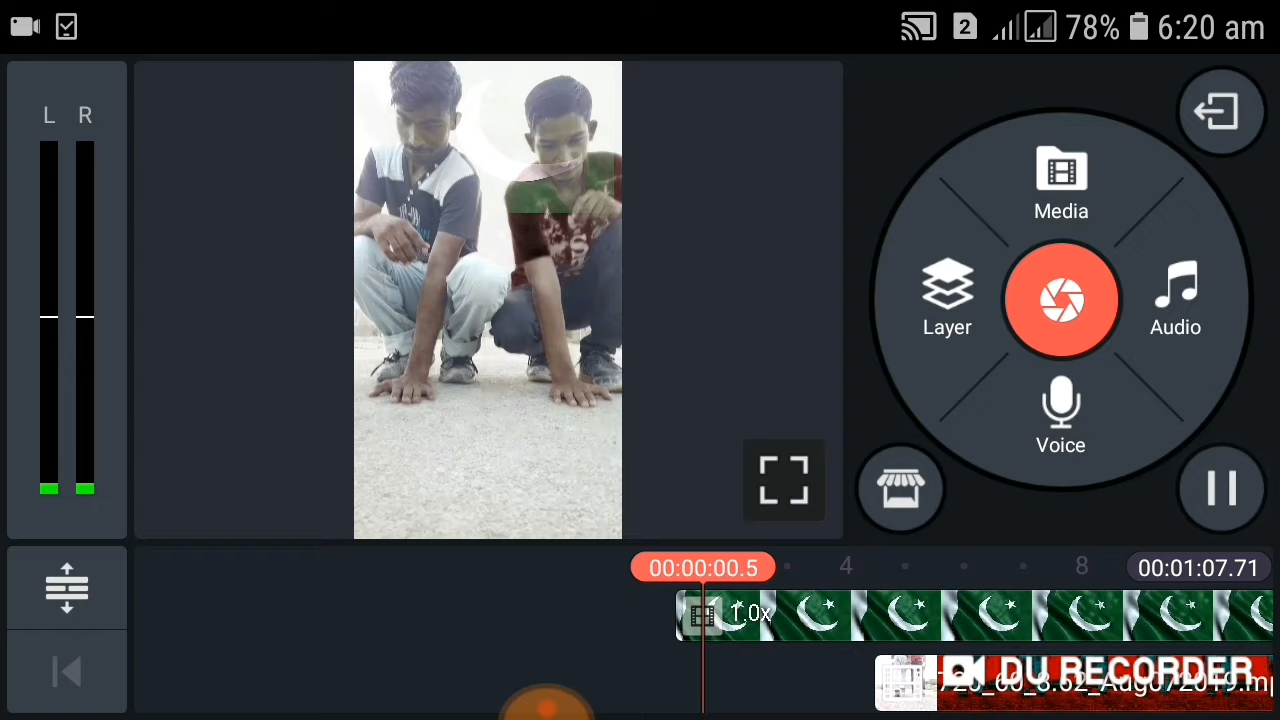 2 78% 6:20 am
L R
Media
Layer
Audio
Voice
00:00:00.5 4 8 00:01:07.71
1.0x
DU RECORDER